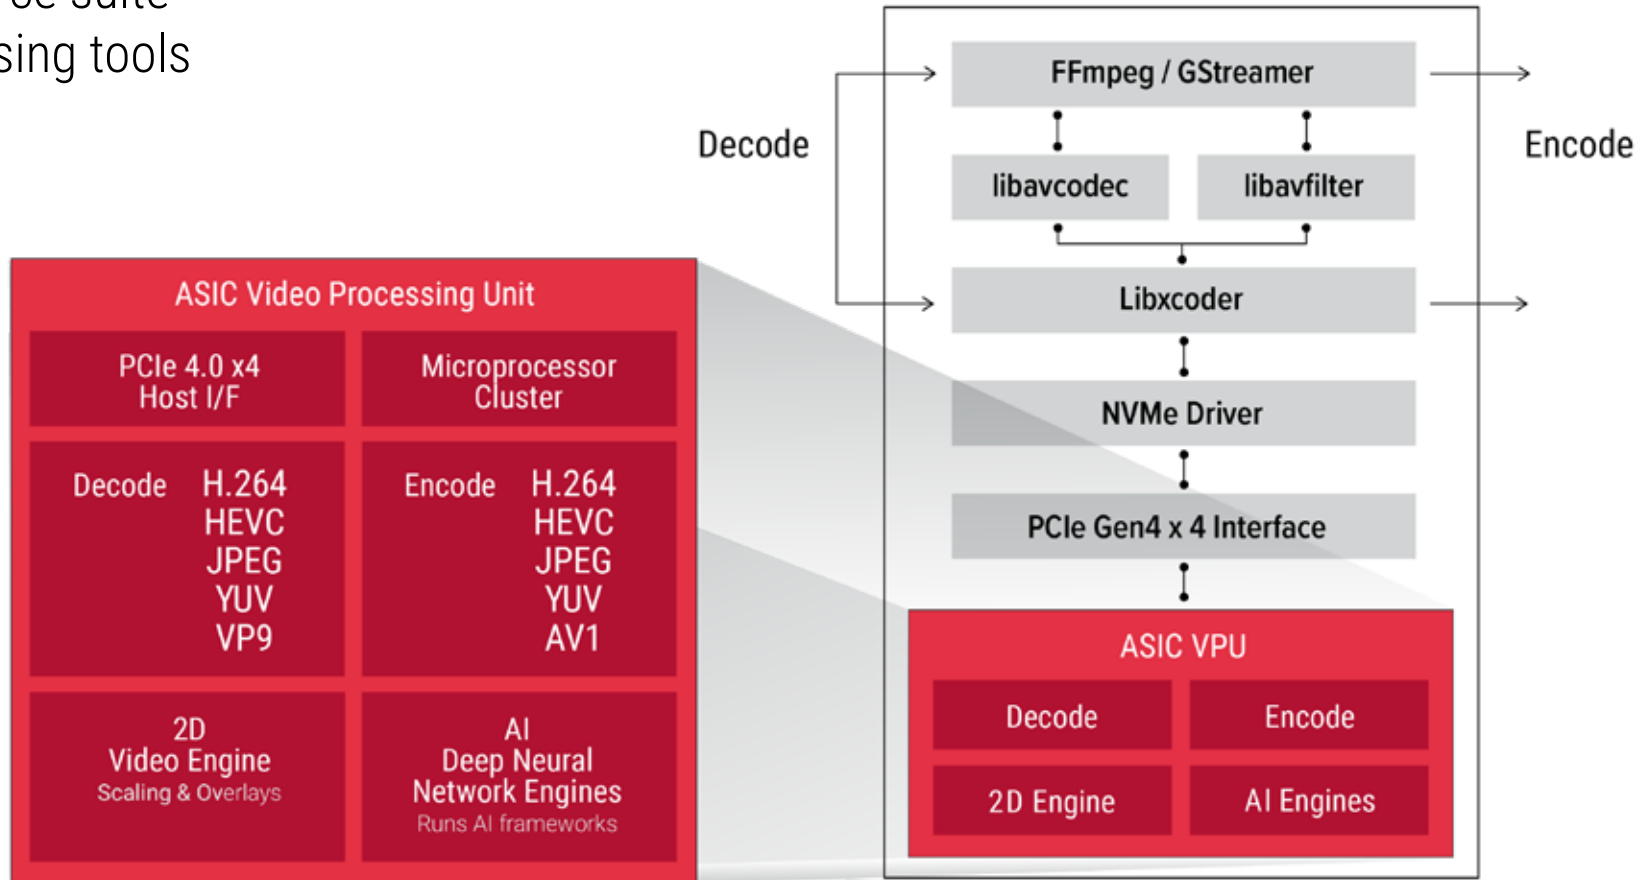 sing tools
FFmpeg / GStreamer
Decode
Encode
libavcodec
libavfilter
Libxcoder
NVMe Driver
PCIe Gen4 x 4 Interface
ASIC VPU
Decode
Encode
2D Engine
AI Engines
ASIC Video Processing Unit
PCIe 4.0 x4
Host I/F
Microprocessor
Cluster
Decode H.264
HEVC
JPEG
YUV
VP9
Encode H.264
HEVC
JPEG
YUV
AV1
2D
Video Engine
Scaling & Overlays
AI
Deep Neural
Network Engines
Runs AI frameworks